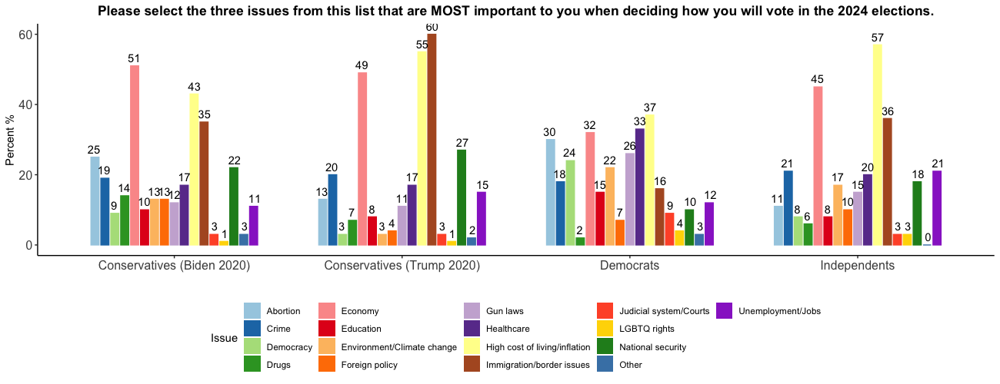 Please select the three issues from this list that are MOST important to you when deciding how you will vote in the 2024 elections.
Percent %
60
40
20
0
25 19 9 14 51 10 13 13 12 17 43 35 3 1 22 3 11
13 20 3 7 49 8 3 4 11 17 55 60 3 1 27 2 15
30 18 24 2 32 15 22 7 26 33 37 16 9 4 10 3 12
11 21 8 6 45 8 17 10 15 20 57 36 3 3 18 0 21
Conservatives (Biden 2020) Conservatives (Trump 2020) Democrats Independents
Issue
Abortion Economy Gun laws Judicial system/Courts Unemployment/Jobs
Crime Education Healthcare LGBTQ rights
Democracy Environment/Climate change High cost of living/inflation National security
Drugs Foreign policy Immigration/border issues Other